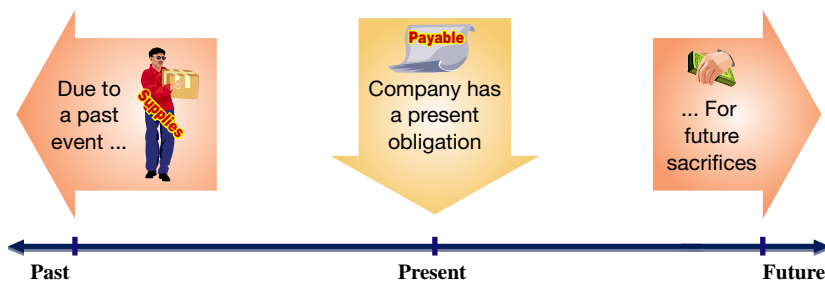 Due to
a past
event ...
Supplies
Payable
Company has
a present
obligation
... For
future
sacrifices
Past
Present
Future